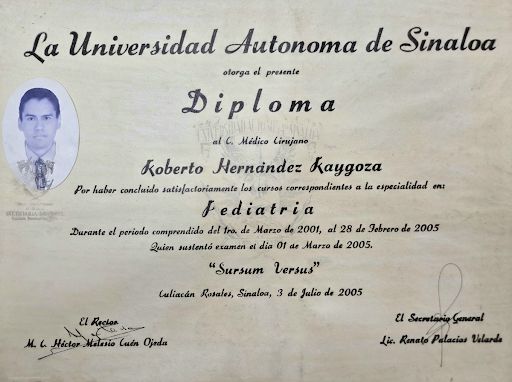 La Universidad Autonoma de Sinaloa
otorga el presente
Diploma
al C. Médico Cirujano
Roberto Hernández Raygoza
Por haber concluido satisfactoriamente los cursos correspondientes a la especialidad en:
Pediatria
Durante el periodo comprendido del 1ro. de Marzo de 2001, al 28 de Febrero de 2005
Quien sustentó examen el dia 01 de Marzo de 2005.
"Sursum Versus"
Culiacán Rosales, Sinaloa, 3 de Julio de 2005
El Rector
M. C. Héctor Melesio Cuén Ojeda
El Secretario General
Lic. Renato Palacios Velarde